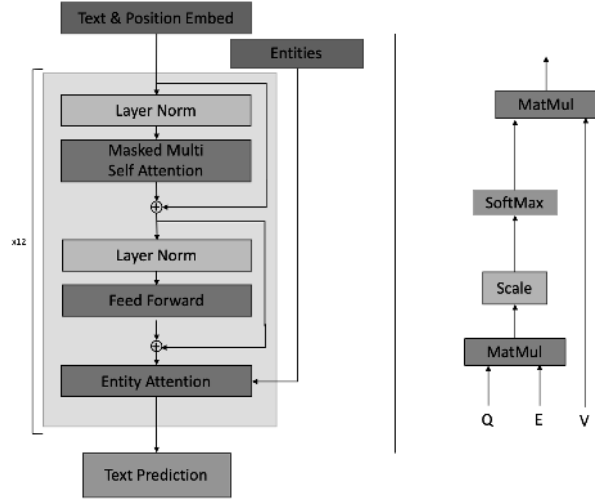 Text & Position Embed
Entities
Layer Norm
Masked Multi
Self Attention
x12
Layer Norm
Feed Forward
Entity Attention
Text Prediction
MatMul
SoftMax
Scale
MatMul
Q
E
V